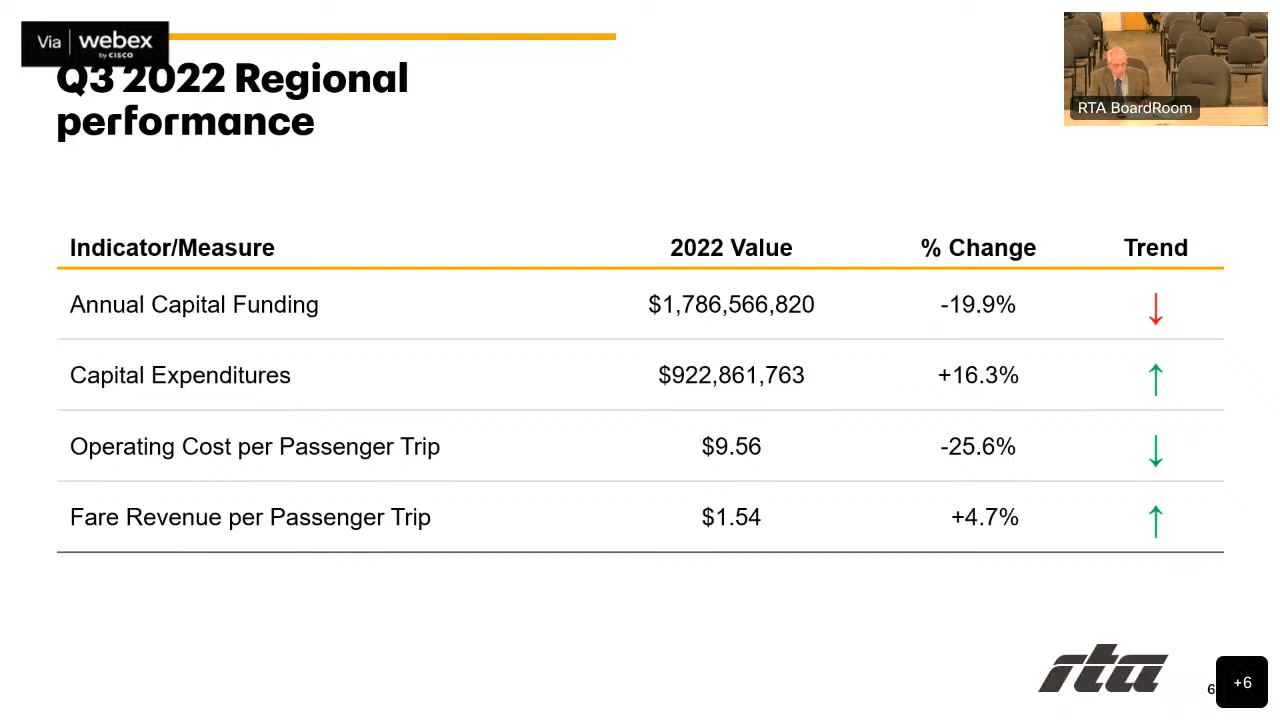 Via webex
by CISCO
Q3 2022 Regional
performance
RTA BoardRoom
Indicator/Measure 2022 Value % Change Trend
Annual Capital Funding $1,786,566,820 -19.9% ↓
Capital Expenditures $922,861,763 +16.3% ↑
Operating Cost per Passenger Trip $9.56 -25.6% ↓
Fare Revenue per Passenger Trip $1.54 +4.7% ↑
rta
6
+6